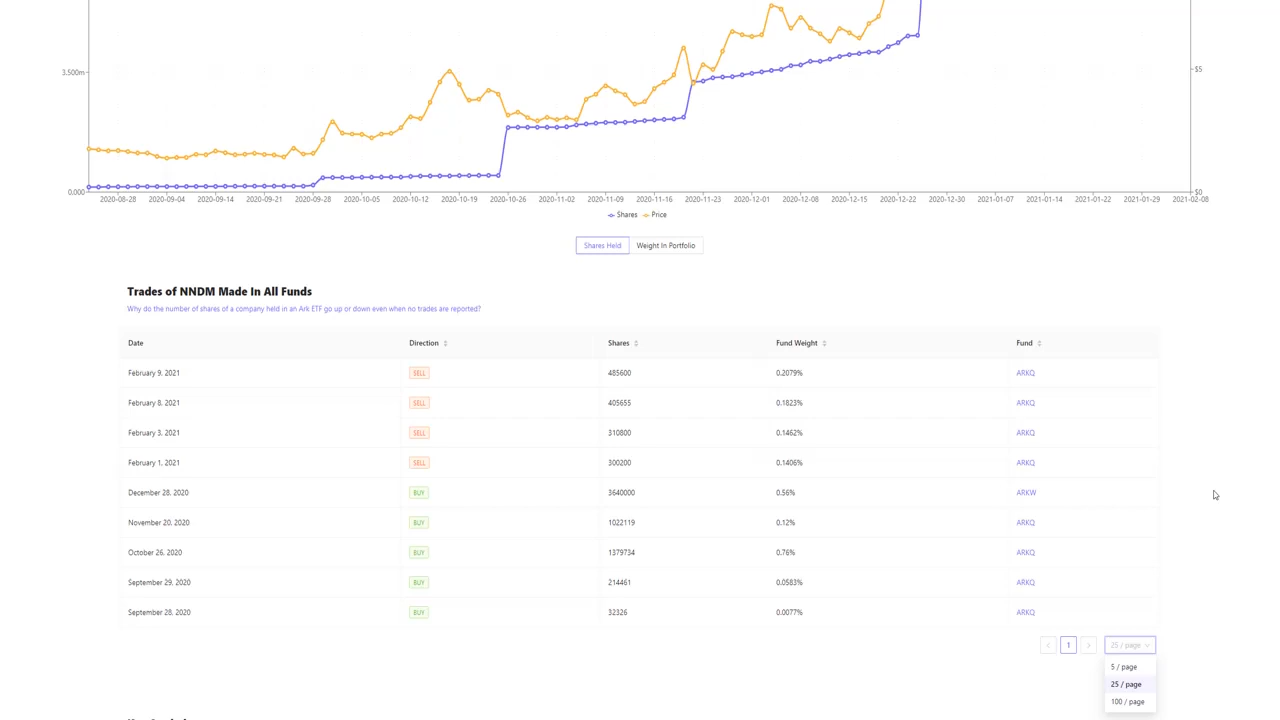 3.500m
$5
0.000
$0
2020-08-28 2020-09-04 2020-09-14 2020-09-21 2020-09-28 2020-10-05 2020-10-12 2020-10-19 2020-10-26 2020-11-02 2020-11-09 2020-11-16 2020-11-23 2020-12-01 2020-12-08 2020-12-15 2020-12-22 2020-12-30 2021-01-07 2021-01-14 2021-01-22 2021-01-29 2021-02-08
Shares Price
Shares Held Weight In Portfolio
Trades of NNDM Made In All Funds
Why do the number of shares of a company held in an Ark ETF go up or down even when no trades are reported?
Date Direction Shares Fund Weight Fund
February 9, 2021 SELL 485600 0.2079% ARKQ
February 8, 2021 SELL 405655 0.1823% ARKQ
February 3, 2021 SELL 310800 0.1462% ARKQ
February 1, 2021 SELL 300200 0.1406% ARKQ
December 28, 2020 BUY 3640000 0.56% ARKW
November 20, 2020 BUY 1022119 0.12% ARKQ
October 26, 2020 BUY 1379734 0.76% ARKQ
September 29, 2020 BUY 214461 0.0583% ARKQ
September 28, 2020 BUY 32326 0.0077% ARKQ
< 1 > 25 / page
5 / page
25 / page
100 / page